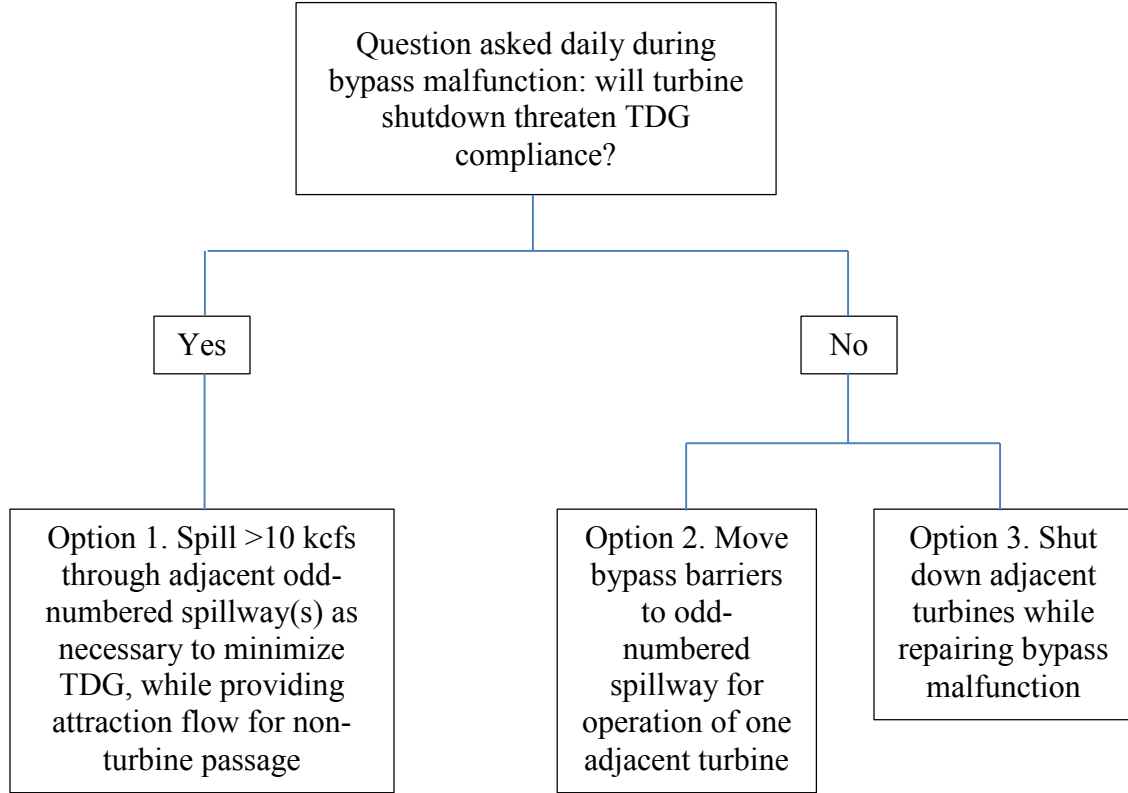 Question asked daily during
bypass malfunction: will turbine
shutdown threaten TDG
compliance?
Yes
No
Option 1. Spill >10 kcfs
through adjacent odd-
numbered spillway(s) as
necessary to minimize
TDG, while providing
attraction flow for non-
turbine passage
Option 2. Move
bypass barriers
to odd-
numbered
spillway for
operation of one
adjacent turbine
Option 3. Shut
down adjacent
turbines while
repairing bypass
malfunction